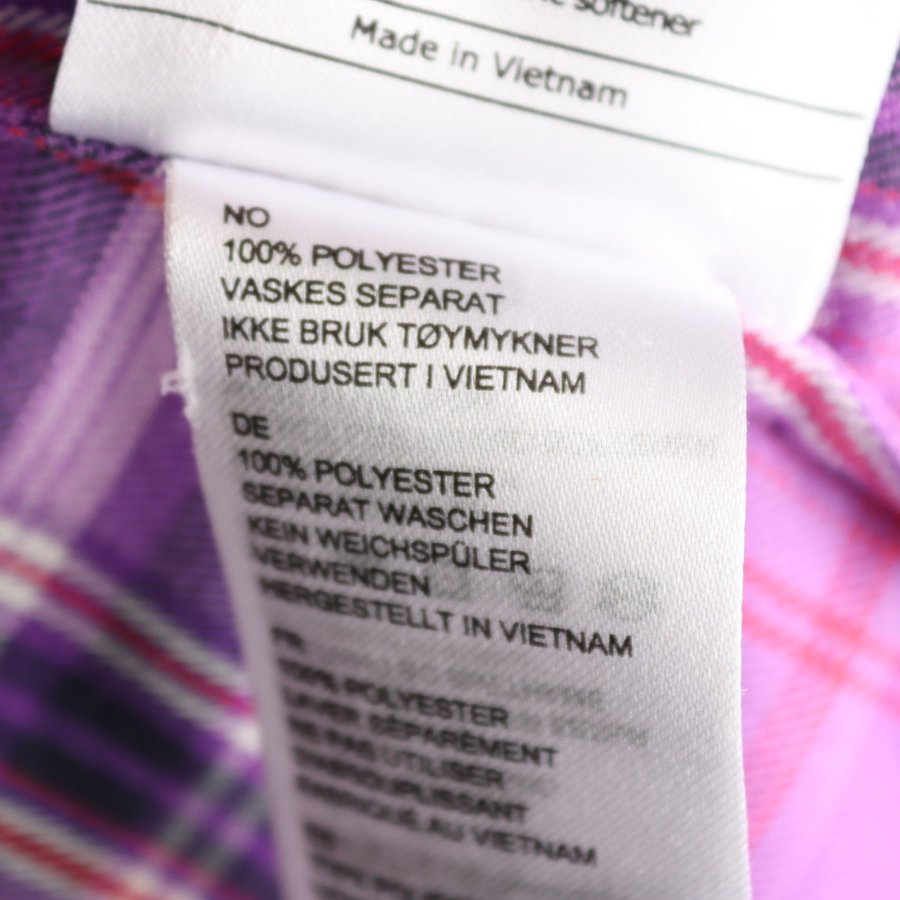 softener
Made in Vietnam
NO
100% POLYESTER
VASKES SEPARAT
IKKE BRUK TØYMYKNER
PRODUSERT I VIETNAM
DE
100% POLYESTER
SEPARAT WASCHEN
KEIN WEICHSPÜLER
VERWENDEN
HERGESTELLT IN VIETNAM
FR
100% POLYESTER
LAVER SÉPARÉMENT
NE PAS UTILISER
FABRIQUÉ AU VIETNAM